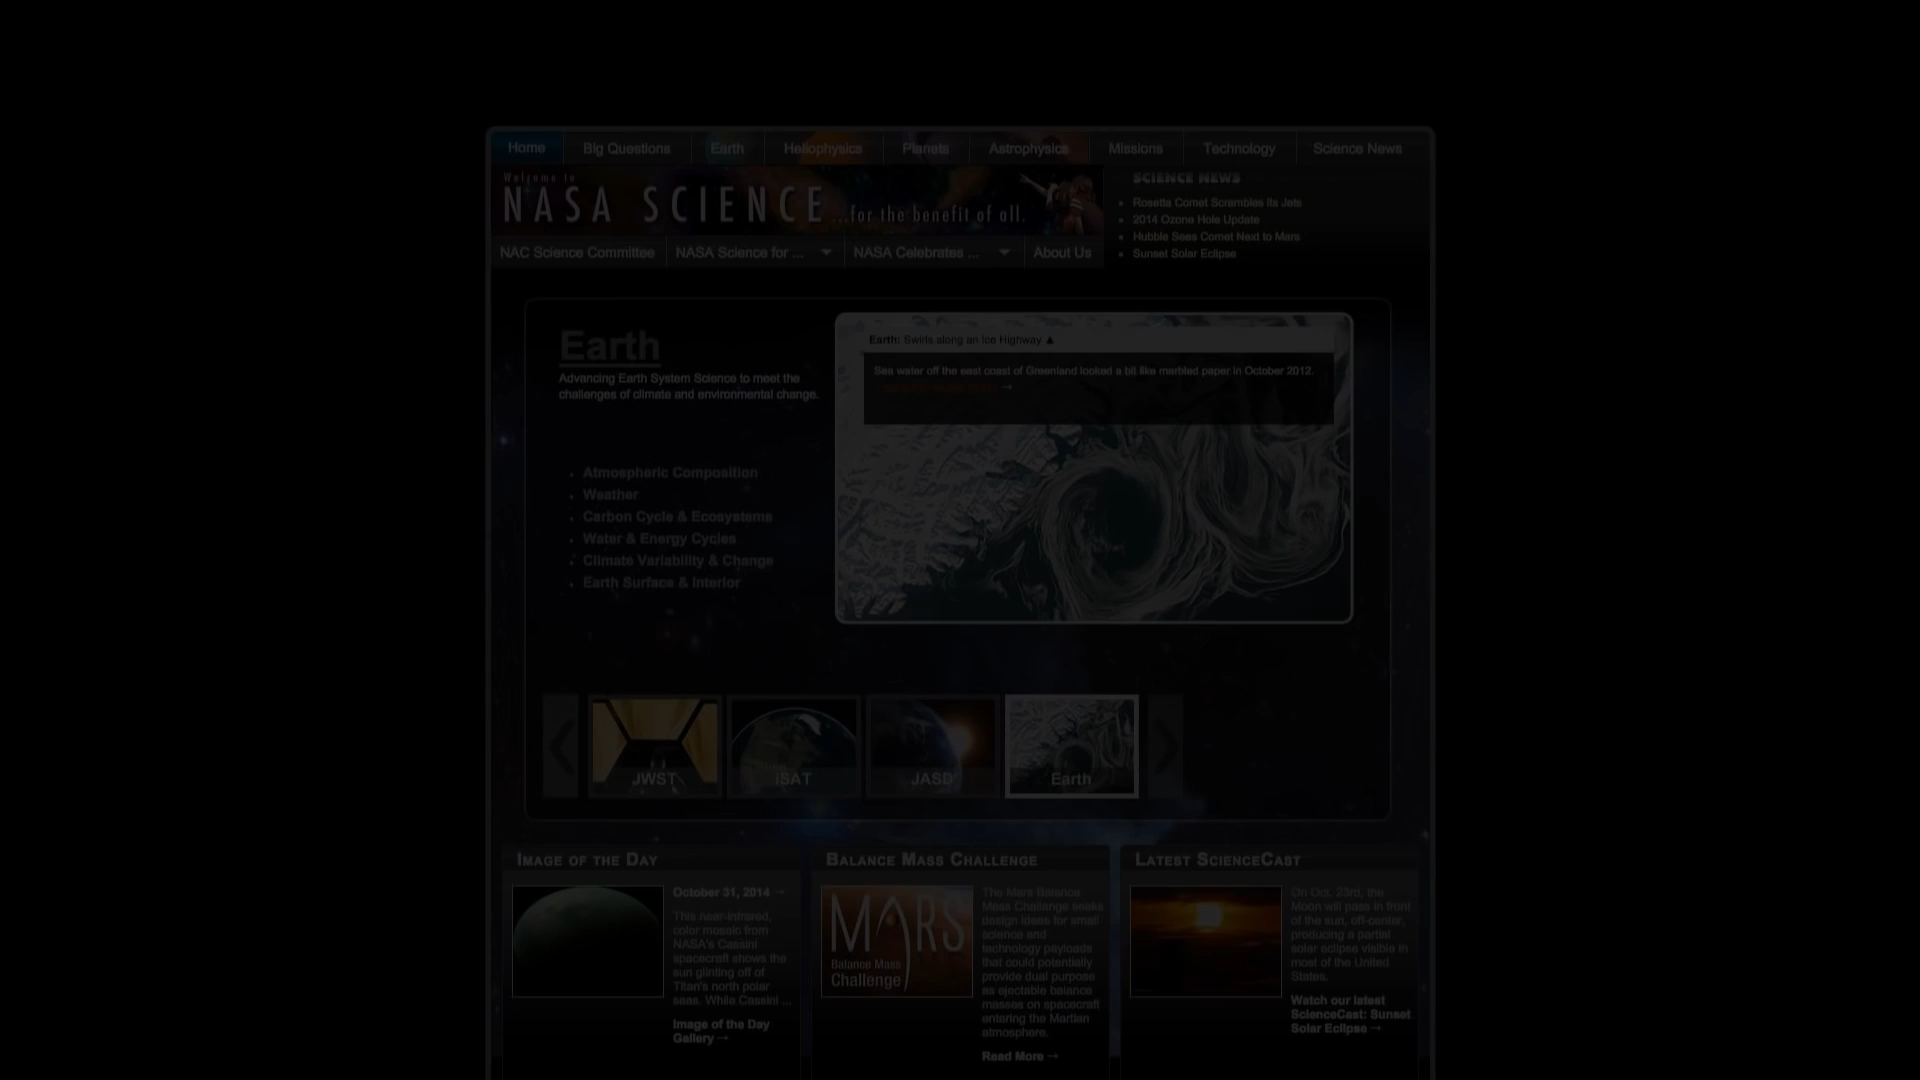 Home
Big Questions
Earth
Heliophysics
Planets
Astrophysics
Missions
Technology
Science News
Welcome to
NASA SCIENCE ...for the benefit of all.
NAC Science Committee
NASA Science for ...
NASA Celebrates ...
About Us
SCIENCE NEWS
Rosetta Comet Scrambles its Jets
2014 Ozone Hole Update
Hubble Sees Comet Next to Mars
Sunset Solar Eclipse
Earth
Advancing Earth System Science to meet the
challenges of climate and environmental change.
Atmospheric Composition
Weather
Carbon Cycle & Ecosystems
Water & Energy Cycles
Climate Variability & Change
Earth Surface & Interior
Earth: Swirls along an Ice Highway ▲
Sea water off the east coast of Greenland looked a bit like marbled paper in October 2012.
→
JWST
iSAT
JASD
Earth
Image of the Day
October 31, 2014 →
This near-infrared,
color mosaic from
NASA's Cassini
spacecraft shows the
sun glinting off of
Titan's north polar
seas. While Cassini ...
Image of the Day
Gallery →
Balance Mass Challenge
MARS
Balance Mass
Challenge
The Mars Balance
Mass Challenge seeks
design ideas for small
science and
technology payloads
that could potentially
provide dual purpose
as ejectable balance
masses on spacecraft
entering the Martian
atmosphere.
Read More →
Latest ScienceCast
On Oct. 23rd, the
Moon will pass in front
of the sun, off-center,
producing a partial
solar eclipse visible in
most of the United
States.
Watch our latest
ScienceCast: Sunset
Solar Eclipse →